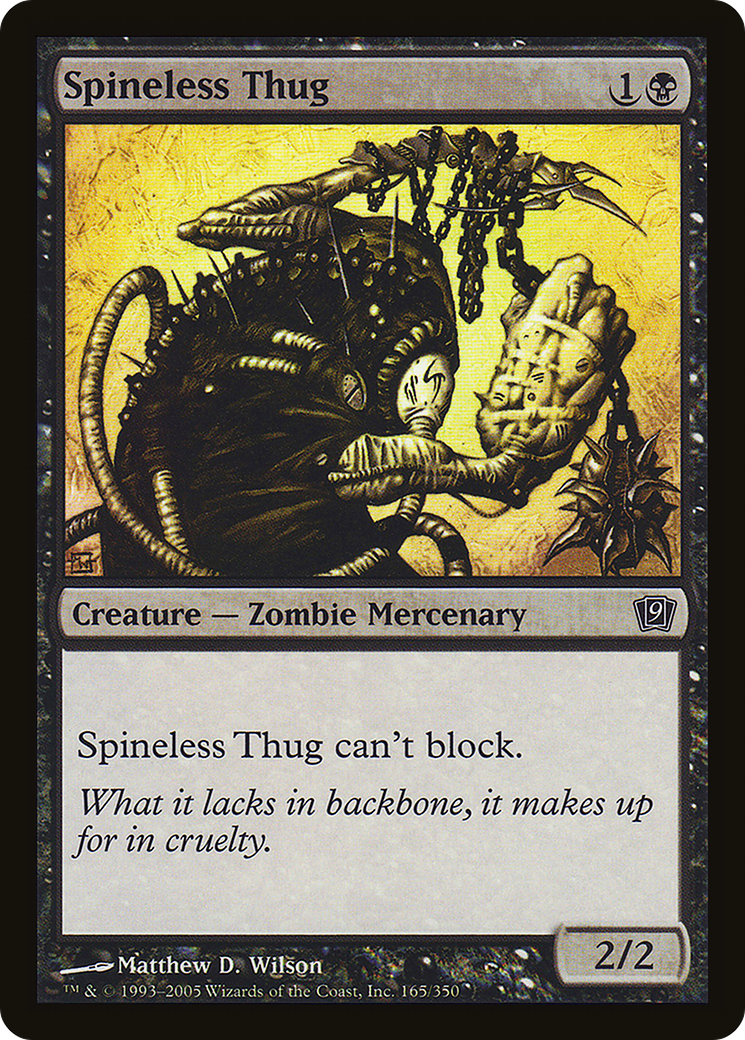 Spineless Thug 1
Creature — Zombie Mercenary 9
Spineless Thug can't block.
What it lacks in backbone, it makes up
for in cruelty.
2/2
Matthew D. Wilson
™ & © 1993–2005 Wizards of the Coast, Inc. 165/350